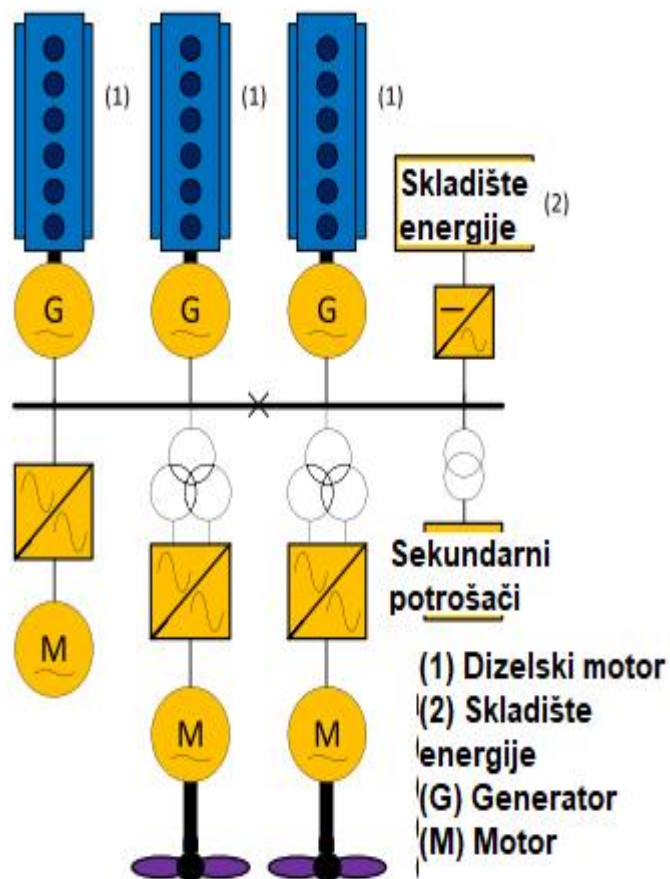 (1)
(1)
(1)
Skladište
energije
(2)
G
G
G
M
M
M
Sekundarni
potrošači
(1) Dizelski motor
(2) Skladište
energije
(G) Generator
(M) Motor